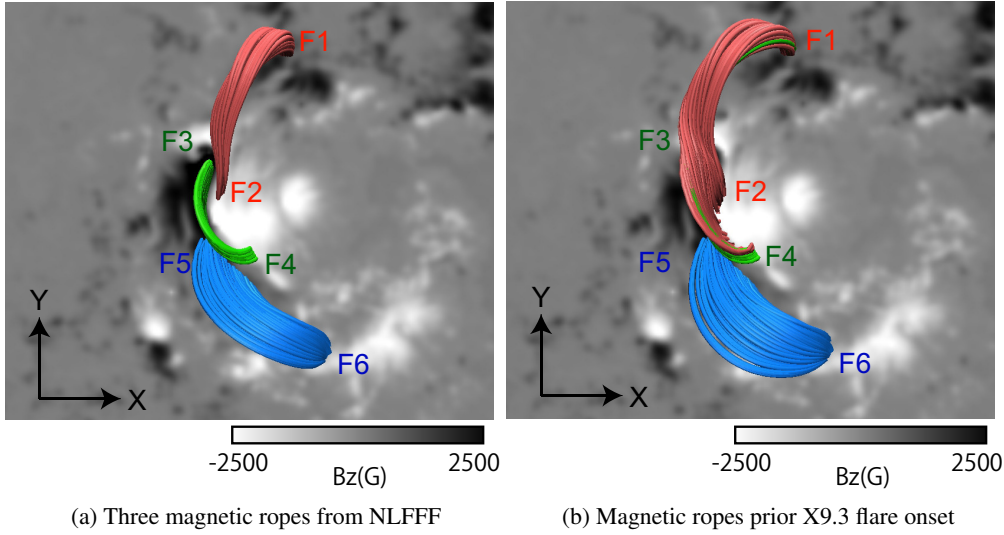 F1
F3
F2
F5
F4
F6
Y
X
-2500 2500
Bz(G)
(a) Three magnetic ropes from NLFFF
F1
F3
F2
F5
F4
F6
Y
X
-2500 2500
Bz(G)
(b) Magnetic ropes prior X9.3 flare onset